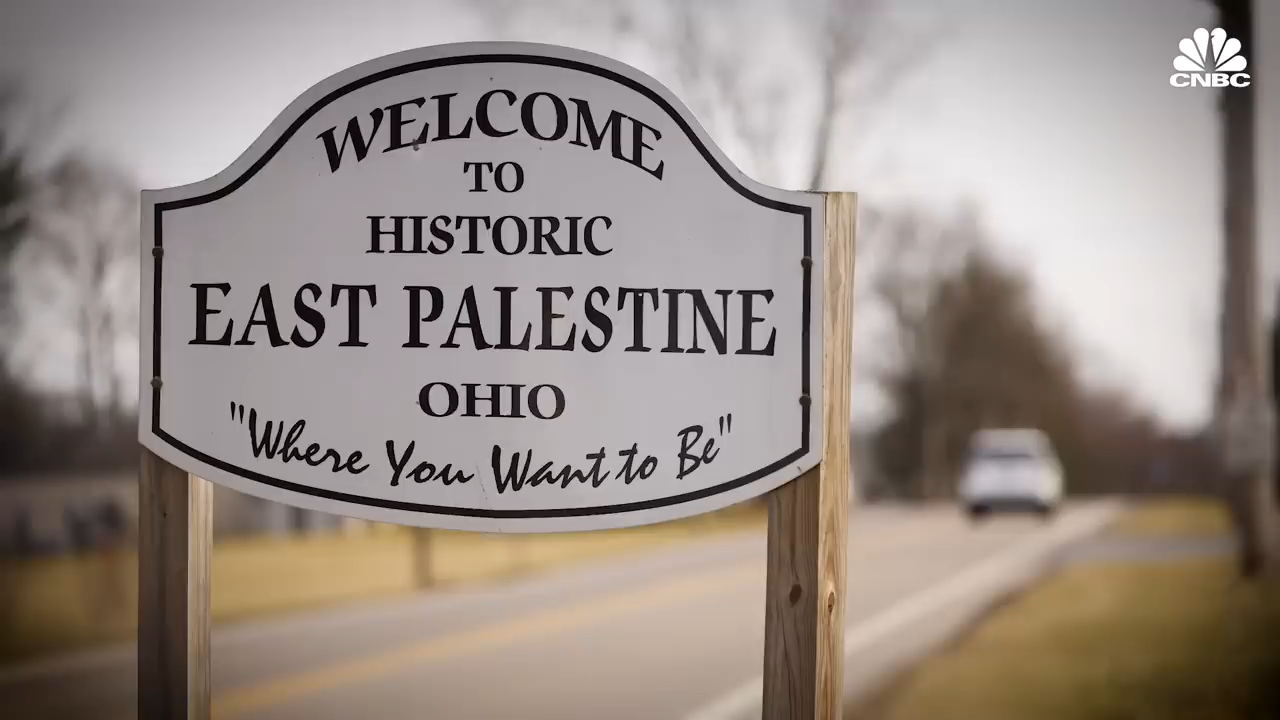 CNBC
WELCOME
TO
HISTORIC
EAST PALESTINE
OHIO
"Where You Want to Be"